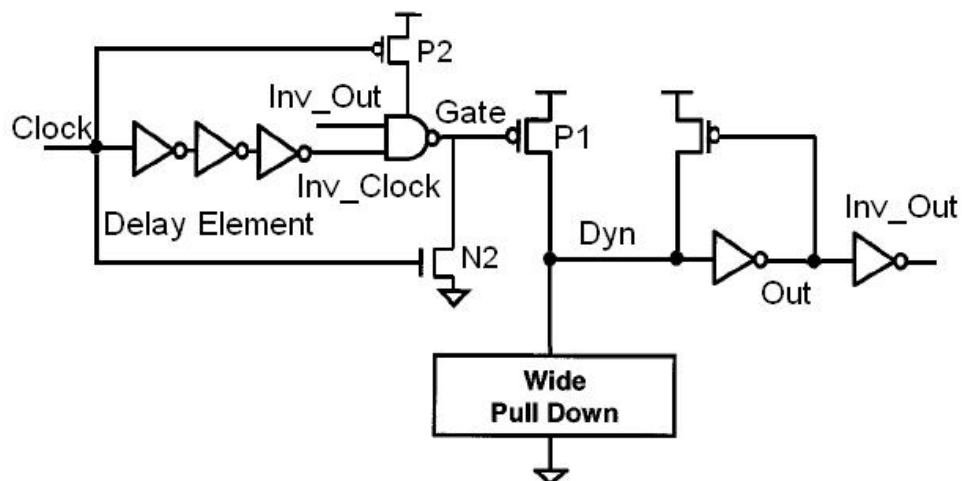 P2
Inv_Out
Gate
Clock
P1
Inv_Clock
Inv_Out
Delay Element
Dyn
N2
Out
Wide
Pull Down